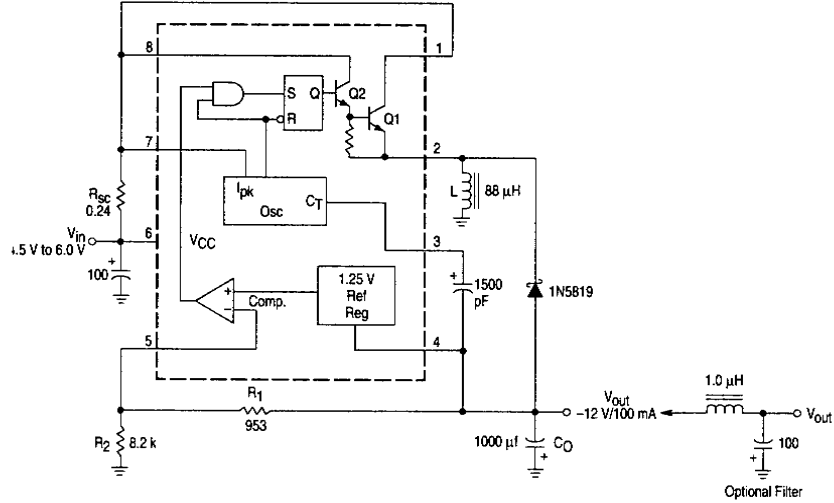 8
1
S Q
Q2
R
Q1
7
2
Ipk
Osc
CT
L
88 µH
Rsc
0.24
Vin
.5 V to 6.0 V
6
VCC
3
100
+
1.25 V
Ref
Reg
+
1500
pF
1N5819
+
−
Comp.
5
4
R1
953
Vout
−12 V/100 mA
1.0 µH
Vout
R2
8.2 k
1000 µf
CO
+
100
+
Optional Filter